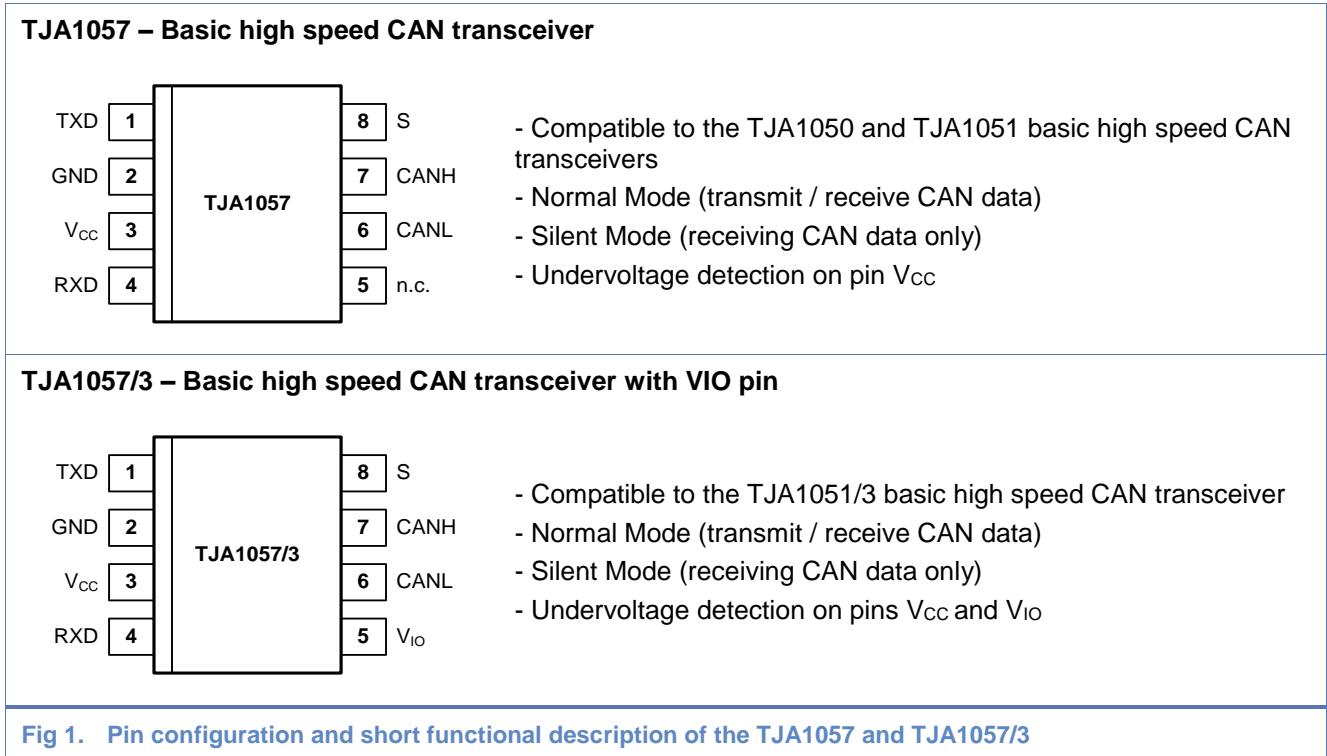 TJA1057 – Basic high speed CAN transceiver
TXD 1
GND 2
VCC 3
RXD 4
TJA1057
8 S
7 CANH
6 CANL
5 n.c.
- Compatible to the TJA1050 and TJA1051 basic high speed CAN
transceivers
- Normal Mode (transmit / receive CAN data)
- Silent Mode (receiving CAN data only)
- Undervoltage detection on pin VCC
TJA1057/3 – Basic high speed CAN transceiver with VIO pin
TXD 1
GND 2
VCC 3
RXD 4
TJA1057/3
8 S
7 CANH
6 CANL
5 VIO
- Compatible to the TJA1051/3 basic high speed CAN transceiver
- Normal Mode (transmit / receive CAN data)
- Silent Mode (receiving CAN data only)
- Undervoltage detection on pins VCC and VIO
Fig 1. Pin configuration and short functional description of the TJA1057 and TJA1057/3